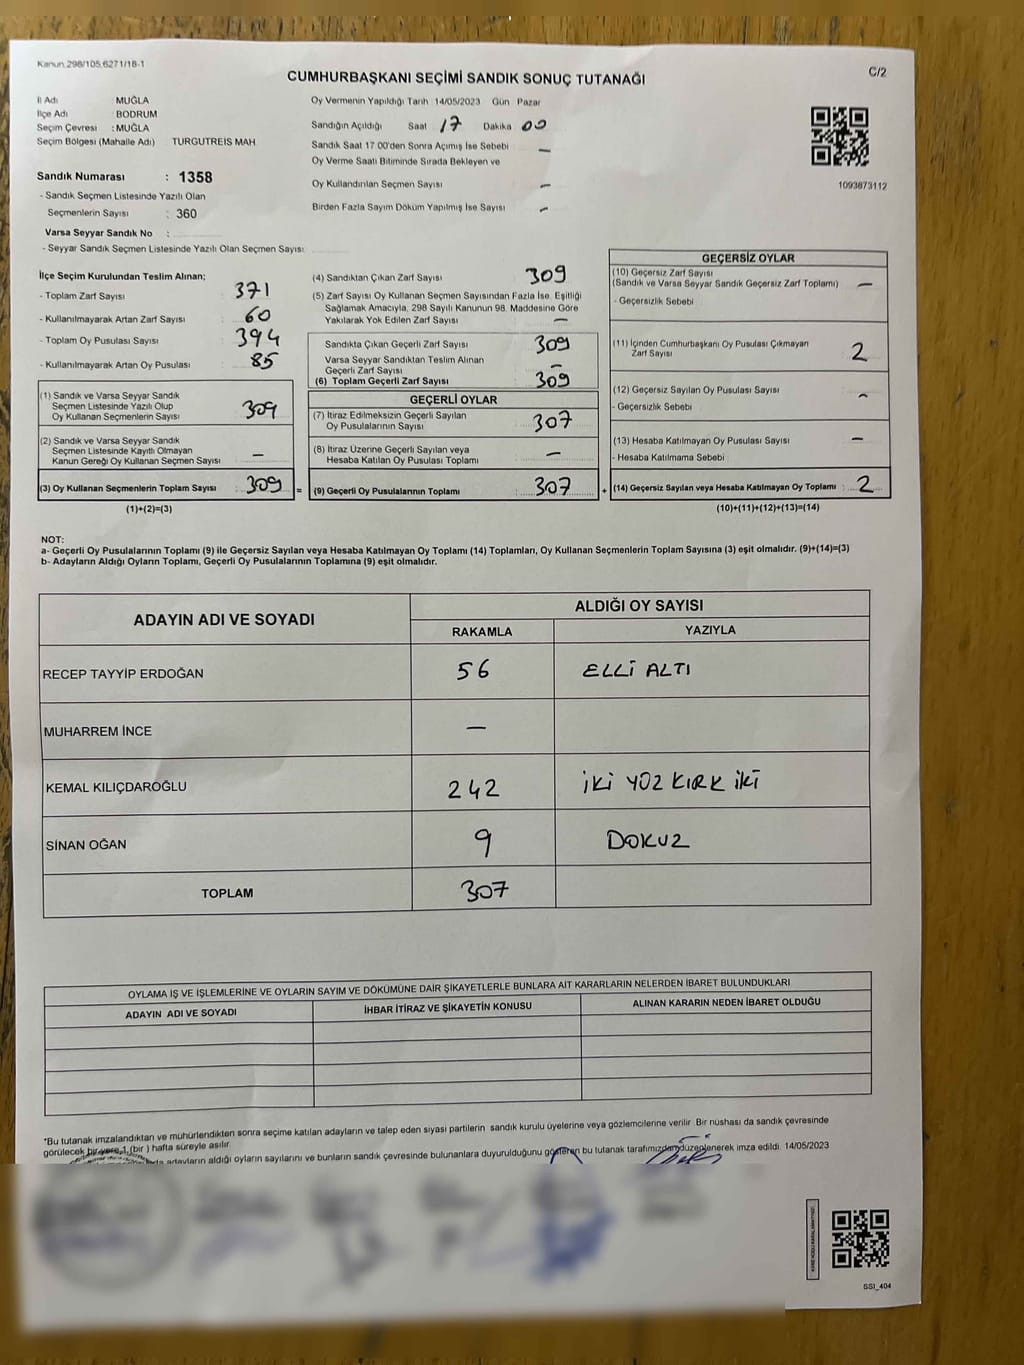 Kanun.298/105.6271/18-1
C/2
CUMHURBAŞKANI SEÇİMİ SANDIK SONUÇ TUTANAĞI
İl Adı : MUĞLA
İlçe Adı : BODRUM
Seçim Çevresi : MUĞLA
Seçim Bölgesi (Mahalle Adı) TURGUTREİS MAH
Sandık Numarası : 1358
- Sandık Seçmen Listesinde Yazılı Olan
Seçmenlerin Sayısı : 360
Varsa Seyyar Sandık No :
- Seyyar Sandık Seçmen Listesinde Yazılı Olan Seçmen Sayısı:
Oy Vermenin Yapıldığı Tarih 14/05/2023 Gün Pazar
Sandığın Açıldığı Saat 17 Dakika 00
Sandık Saat 17 00'den Sonra Açımış İse Sebebi —
Oy Verme Saati Bitiminde Sırada Bekleyen ve
Oy Kullandırılan Seçmen Sayısı —
Birden Fazla Sayım Döküm Yapılmış İse Sayısı —
1093873112
İlçe Seçim Kurulundan Teslim Alınan;
- Toplam Zarf Sayısı 371
- Kullanılmayarak Artan Zarf Sayısı : 60
- Toplam Oy Pusulası Sayısı 394
- Kullanılmayarak Artan Oy Pusulası : 85
(1) Sandık ve Varsa Seyyar Sandık
Seçmen Listesinde Yazılı Olup
Oy Kullanan Seçmenlerin Sayısı 309
(2) Sandık ve Varsa Seyyar Sandık
Seçmen Listesinde Kayıtlı Olmayan
Kanun Gereği Oy Kullanan Seçmen Sayısı —
(3) Oy Kullanan Seçmenlerin Toplam Sayısı 309 =
(1)+(2)=(3)
(4) Sandıktan Çıkan Zarf Sayısı 309
(5) Zarf Sayısı Oy Kullanan Seçmen Sayısından Fazla İse, Eşitliği
Sağlamak Amacıyla, 298 Sayılı Kanunun 98. Maddesine Göre
Yakılarak Yok Edilen Zarf Sayısı —
Sandıkta Çıkan Geçerli Zarf Sayısı 309
Varsa Seyyar Sandıktan Teslim Alınan
Geçerli Zarf Sayısı —
(6) Toplam Geçerli Zarf Sayısı 309
GEÇERLİ OYLAR
(7) İtiraz Edilmeksizin Geçerli Sayılan
Oy Pusulalarının Sayısı 307
(8) İtiraz Üzerine Geçerli Sayılan veya
Hesaba Katılan Oy Pusulası Toplamı —
(9) Geçerli Oy Pusulalarının Toplamı 307 +
GEÇERSİZ OYLAR
(10) Geçersiz Zarf Sayısı
(Sandık ve Varsa Seyyar Sandık Geçersiz Zarf Toplamı) —
- Geçersizlik Sebebi
(11) İçinden Cumhurbaşkanı Oy Pusulası Çıkmayan
Zarf Sayısı 2
(12) Geçersiz Sayılan Oy Pusulası Sayısı —
- Geçersizlik Sebebi
(13) Hesaba Katılmayan Oy Pusulası Sayısı —
- Hesaba Katılmama Sebebi
(14) Geçersiz Sayılan veya Hesaba Katılmayan Oy Toplamı 2
(10)+(11)+(12)+(13)=(14)
NOT:
a- Geçerli Oy Pusulalarının Toplamı (9) ile Geçersiz Sayılan veya Hesaba Katılmayan Oy Toplamı (14) Toplamları, Oy Kullanan Seçmenlerin Toplam Sayısına (3) eşit olmalıdır. (9)+(14)=(3)
b- Adayların Aldığı Oyların Toplamı, Geçerli Oy Pusulalarının Toplamına (9) eşit olmalıdır.
ADAYIN ADI VE SOYADI
ALDIĞI OY SAYISI
RAKAMLA YAZIYLA
RECEP TAYYİP ERDOĞAN 56 ELLİ ALTI
MUHARREM İNCE —
KEMAL KILIÇDAROĞLU 242 İKİ YÜZ KIRK İKİ
SİNAN OĞAN 9 DOKUZ
TOPLAM 307
OYLAMA İŞ VE İŞLEMLERİNE VE OYLARIN SAYIM VE DÖKÜMÜNE DAİR ŞİKAYETLERLE BUNLARA AİT KARARLARIN NELERDEN İBARET BULUNDUKLARI
ADAYIN ADI VE SOYADI İHBAR İTİRAZ VE ŞİKAYETİN KONUSU ALINAN KARARIN NEDEN İBARET OLDUĞU
*Bu tutanak imzalandıktan ve mühürlendikten sonra seçime katılan adayların ve talep eden siyasi partilerin sandık kurulu üyelerine veya gözlemcilerine verilir. Bir nüshası da sandık çevresinde
görülecek bir yere 1 (bir ) hafta süreyle asılır.
adayların aldığı oyların sayılarını ve bunların sandık çevresinde bulunanlara duyurulduğunu gösteren bu tutanak tarafımızdan düzenlenerek imza edildi. 14/05/2023
SSI_404